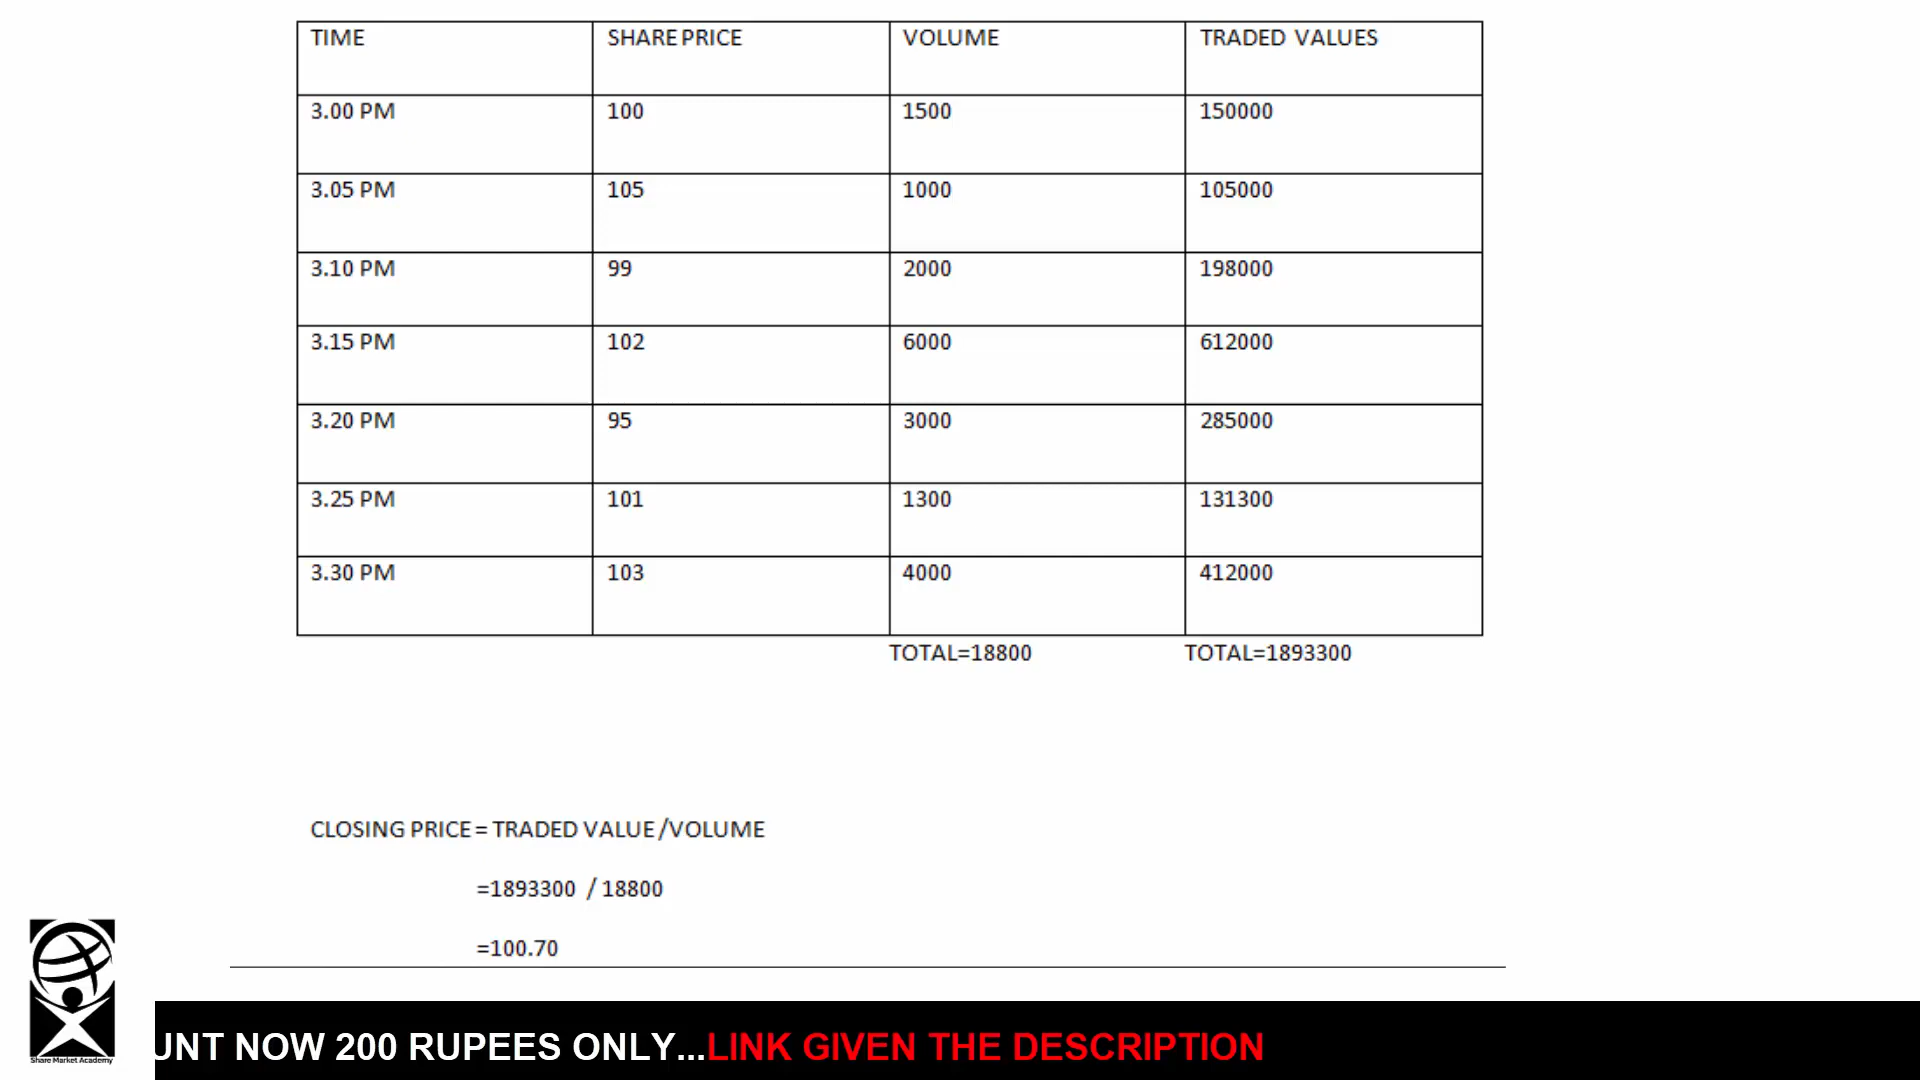 TIME SHARE PRICE VOLUME TRADED VALUES
3.00 PM 100 1500 150000
3.05 PM 105 1000 105000
3.10 PM 99 2000 198000
3.15 PM 102 6000 612000
3.20 PM 95 3000 285000
3.25 PM 101 1300 131300
3.30 PM 103 4000 412000
TOTAL=18800 TOTAL=1893300
CLOSING PRICE = TRADED VALUE /VOLUME
=1893300 / 18800
=100.70
Share Market Academy
UNT NOW 200 RUPEES ONLY...LINK GIVEN THE DESCRIPTION